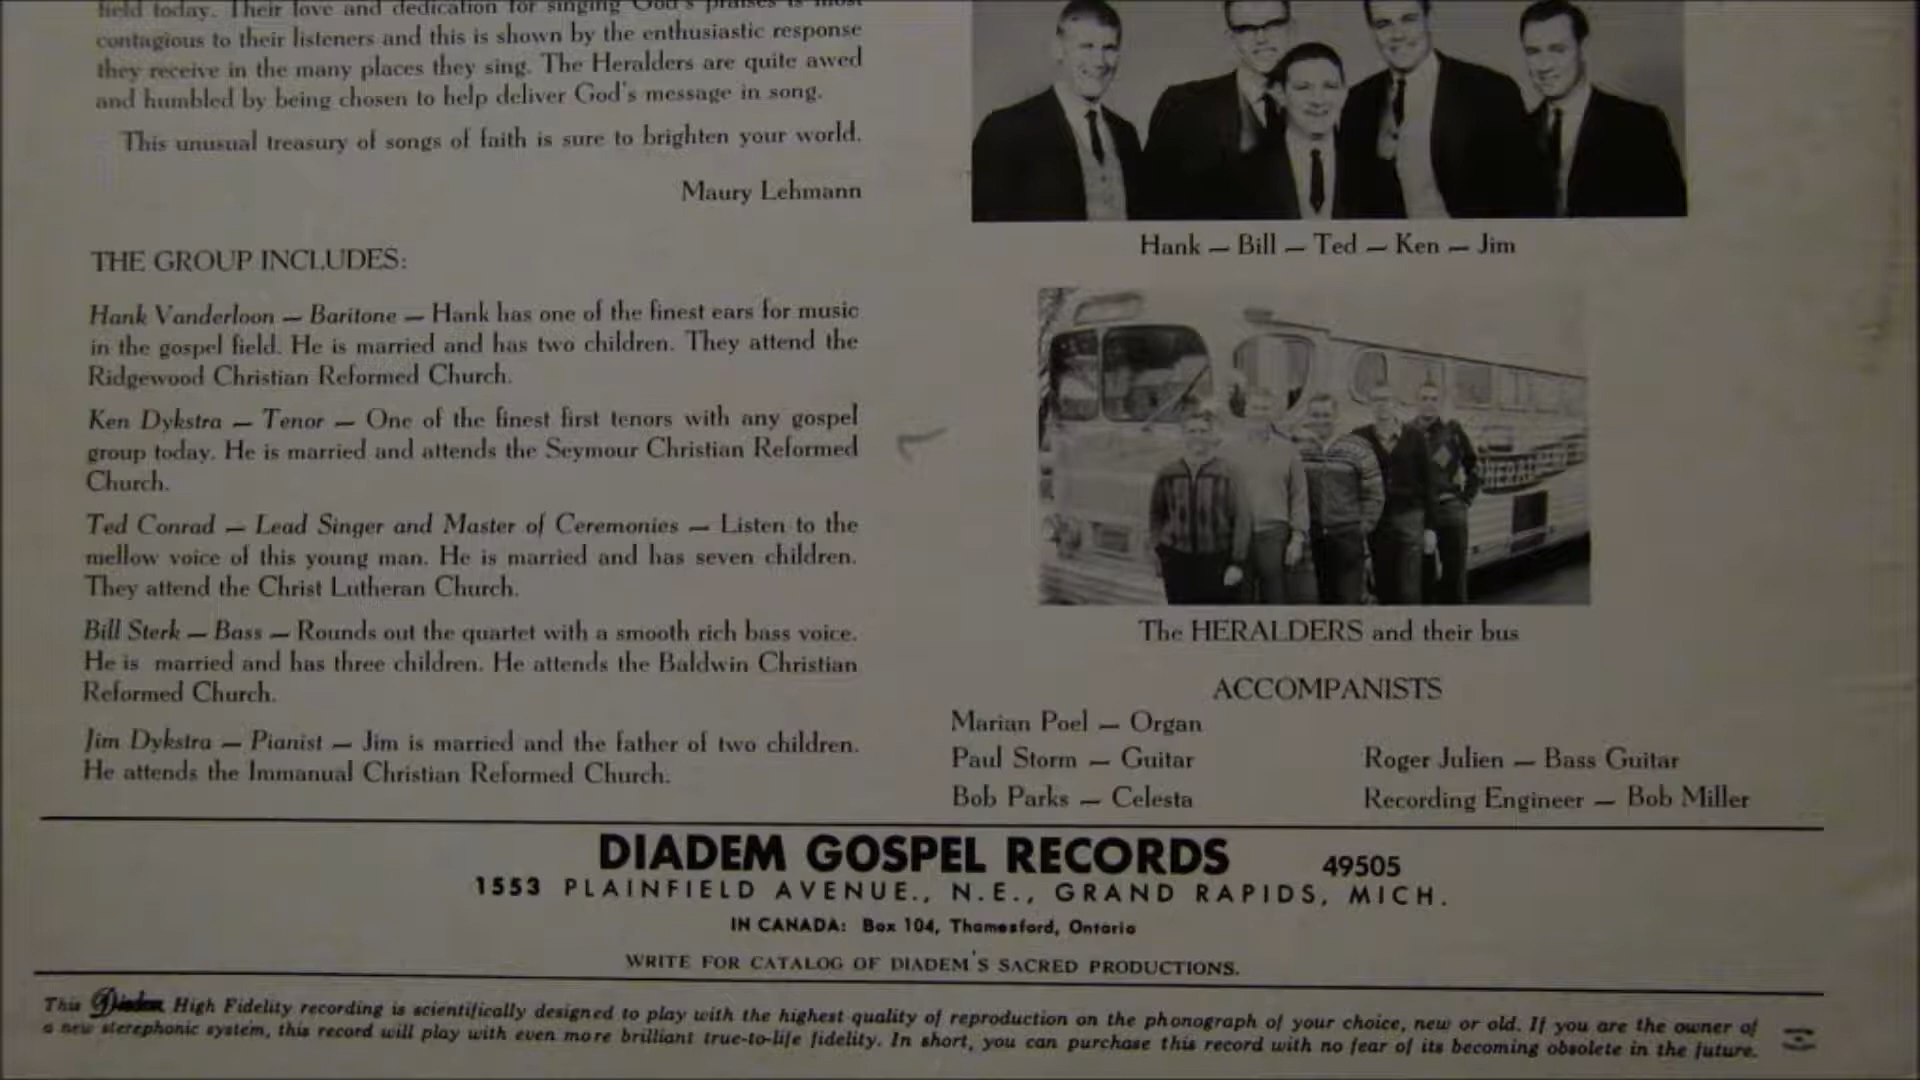 field today. Their love and dedication for singing God's praises is most
contagious to their listeners and this is shown by the enthusiastic response
they receive in the many places they sing. The Heralders are quite awed
and humbled by being chosen to help deliver God's message in song.
This unusual treasury of songs of faith is sure to brighten your world.
Maury Lehmann
THE GROUP INCLUDES:
Hank Vanderloon — Baritone — Hank has one of the finest ears for music
in the gospel field. He is married and has two children. They attend the
Ridgewood Christian Reformed Church.
Ken Dykstra — Tenor — One of the finest first tenors with any gospel
group today. He is married and attends the Seymour Christian Reformed
Church.
Ted Conrad — Lead Singer and Master of Ceremonies — Listen to the
mellow voice of this young man. He is married and has seven children.
They attend the Christ Lutheran Church.
Bill Sterk — Bass — Rounds out the quartet with a smooth rich bass voice.
He is married and has three children. He attends the Baldwin Christian
Reformed Church.
Jim Dykstra — Pianist — Jim is married and the father of two children.
He attends the Immanual Christian Reformed Church.
Hank — Bill — Ted — Ken — Jim
HERALDERS
The HERALDERS and their bus
ACCOMPANISTS
Marian Poel — Organ
Paul Storm — Guitar
Roger Julien — Bass Guitar
Bob Parks — Celesta
Recording Engineer — Bob Miller
DIADEM GOSPEL RECORDS 49505
1553 PLAINFIELD AVENUE., N.E., GRAND RAPIDS, MICH.
IN CANADA: Box 104, Thamesford, Ontario
WRITE FOR CATALOG OF DIADEM'S SACRED PRODUCTIONS.
This Diadem High Fidelity recording is scientifically designed to play with the highest quality of reproduction on the phonograph of your choice, new or old. If you are the owner of
a new sterephonic system, this record will play with even more brilliant true-to-life fidelity. In short, you can purchase this record with no fear of its becoming obsolete in the future.